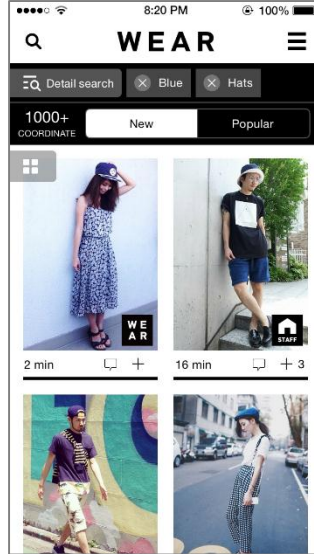 8:20 PM
100%
WEAR
Detail search
Blue
Hats
1000+
COORDINATE
New
Popular
WE
AR
STAFF
2 min
16 min
3